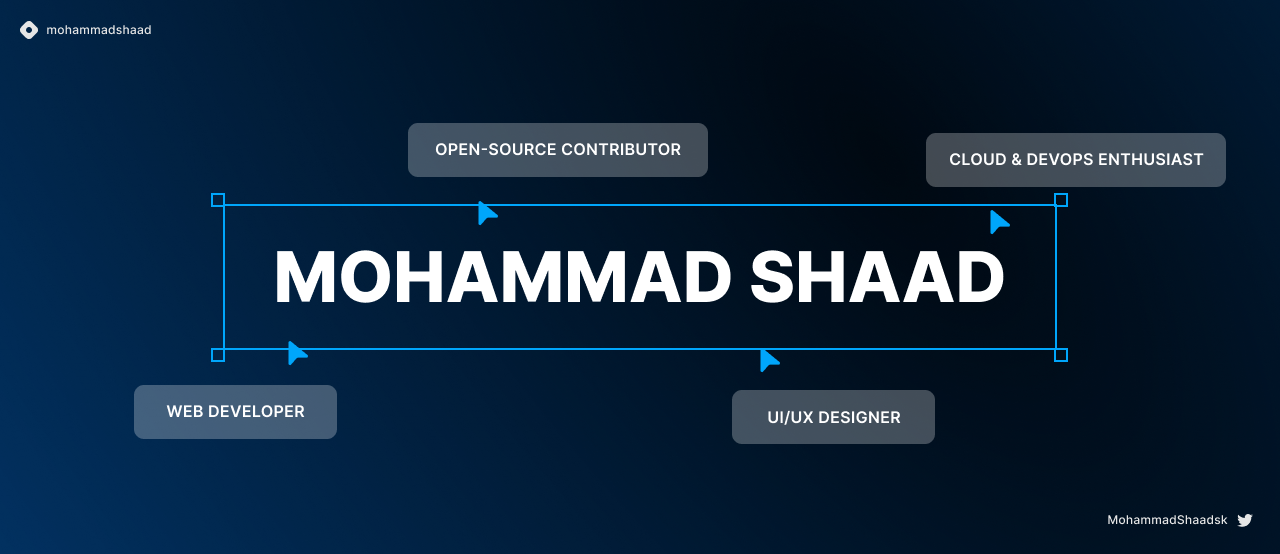 mohammadshaad
OPEN-SOURCE CONTRIBUTOR
CLOUD & DEVOPS ENTHUSIAST
MOHAMMAD SHAAD
WEB DEVELOPER
UI/UX DESIGNER
MohammadShaadsk